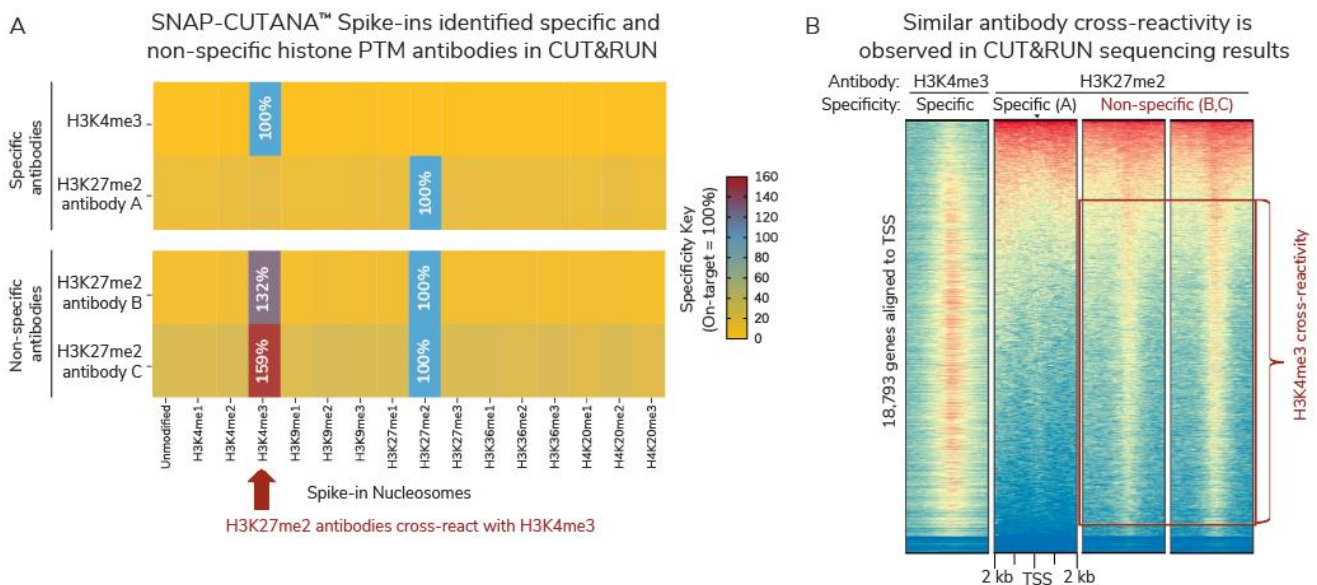 A
SNAP-CUTANA™ Spike-ins identified specific and
non-specific histone PTM antibodies in CUT&RUN
Specific
antibodies
H3K4me3
H3K27me2
antibody A
100%
100%
Non-specific
antibodies
H3K27me2
antibody B
H3K27me2
antibody C
132%
100%
159%
100%
Unmodified
H3K4me1
H3K4me2
H3K4me3
H3K9me1
H3K9me2
H3K9me3
H3K27me1
H3K27me2
H3K27me3
H3K36me1
H3K36me2
H3K36me3
H4K20me1
H4K20me2
H4K20me3
Spike-in Nucleosomes
H3K27me2 antibodies cross-react with H3K4me3
Specificity Key
(On-target = 100%)
160
140
120
100
80
60
40
20
0
B
Similar antibody cross-reactivity is
observed in CUT&RUN sequencing results
Antibody: H3K4me3 H3K27me2
Specificity: Specific Specific (A) Non-specific (B,C)
18,793 genes aligned to TSS
H3K4me3 cross-reactivity
2 kb TSS 2 kb